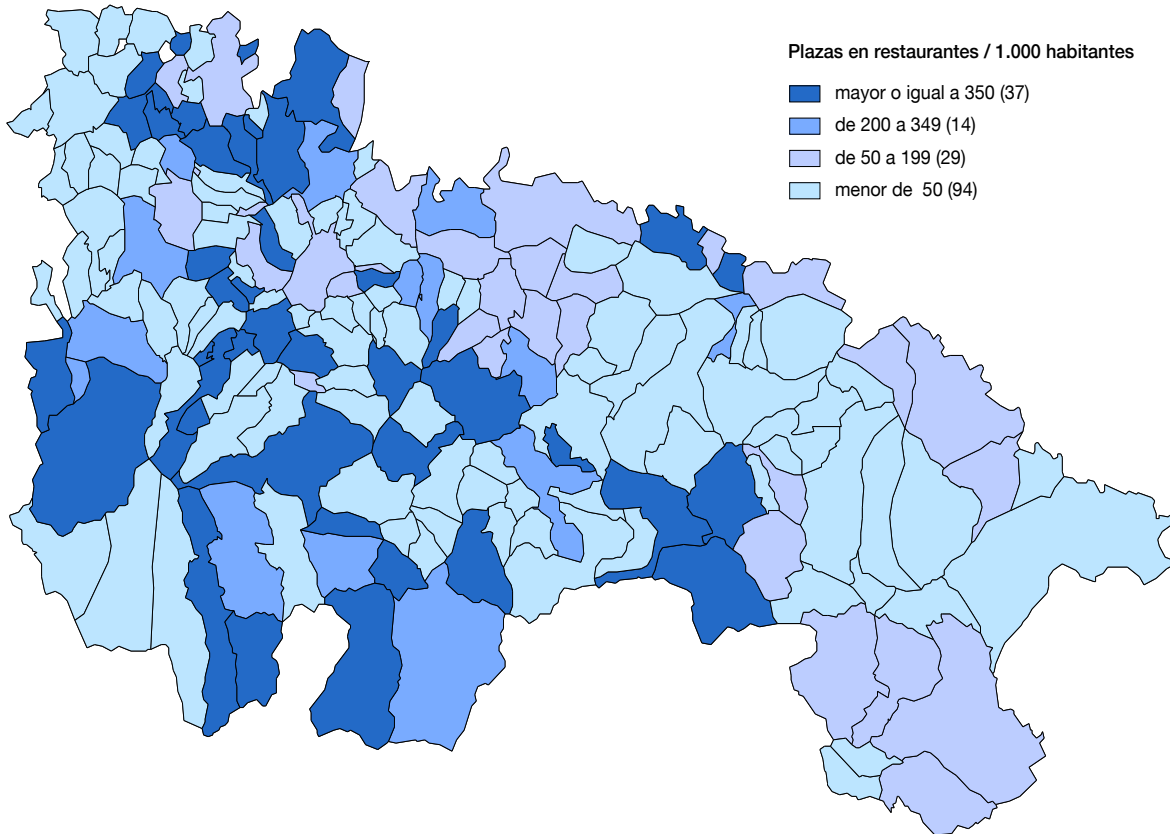 Plazas en restaurantes / 1.000 habitantes
mayor o igual a 350 (37)
de 200 a 349 (14)
de 50 a 199 (29)
menor de 50 (94)